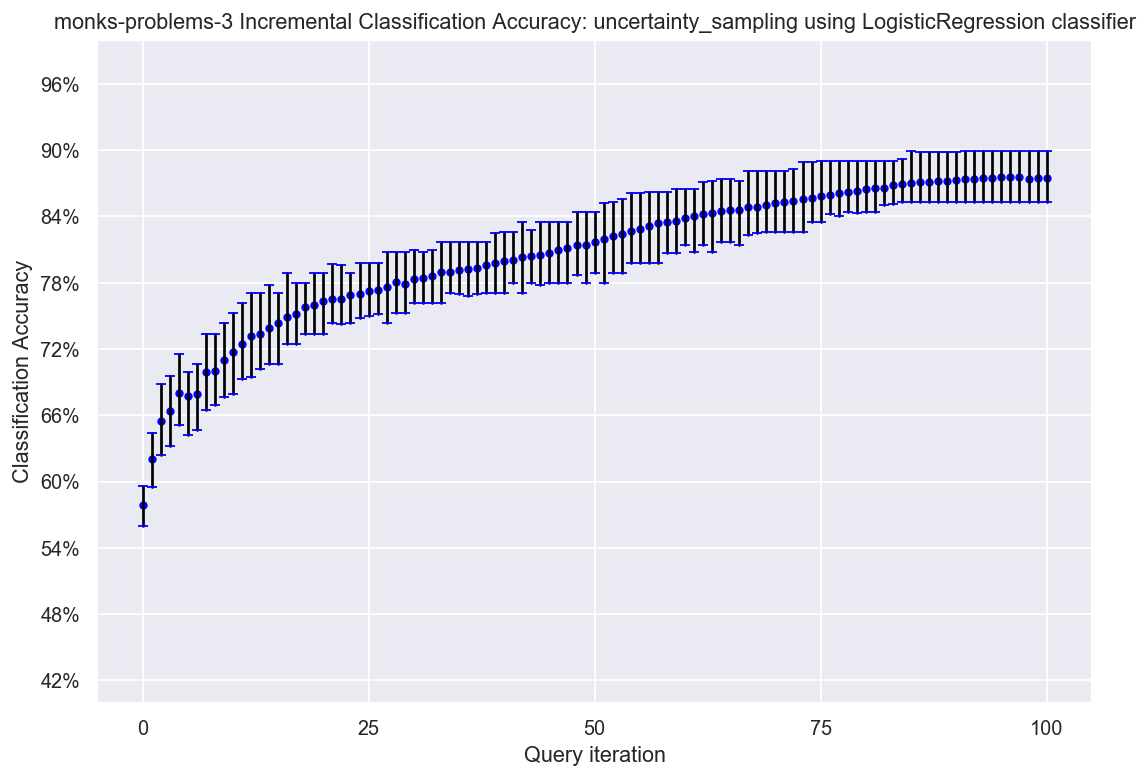 monks-problems-3 Incremental Classification Accuracy: uncertainty_sampling using LogisticRegression classifier
96%
90%
84%
78%
72%
66%
60%
54%
48%
42%
Classification Accuracy
0 25 50 75 100
Query iteration